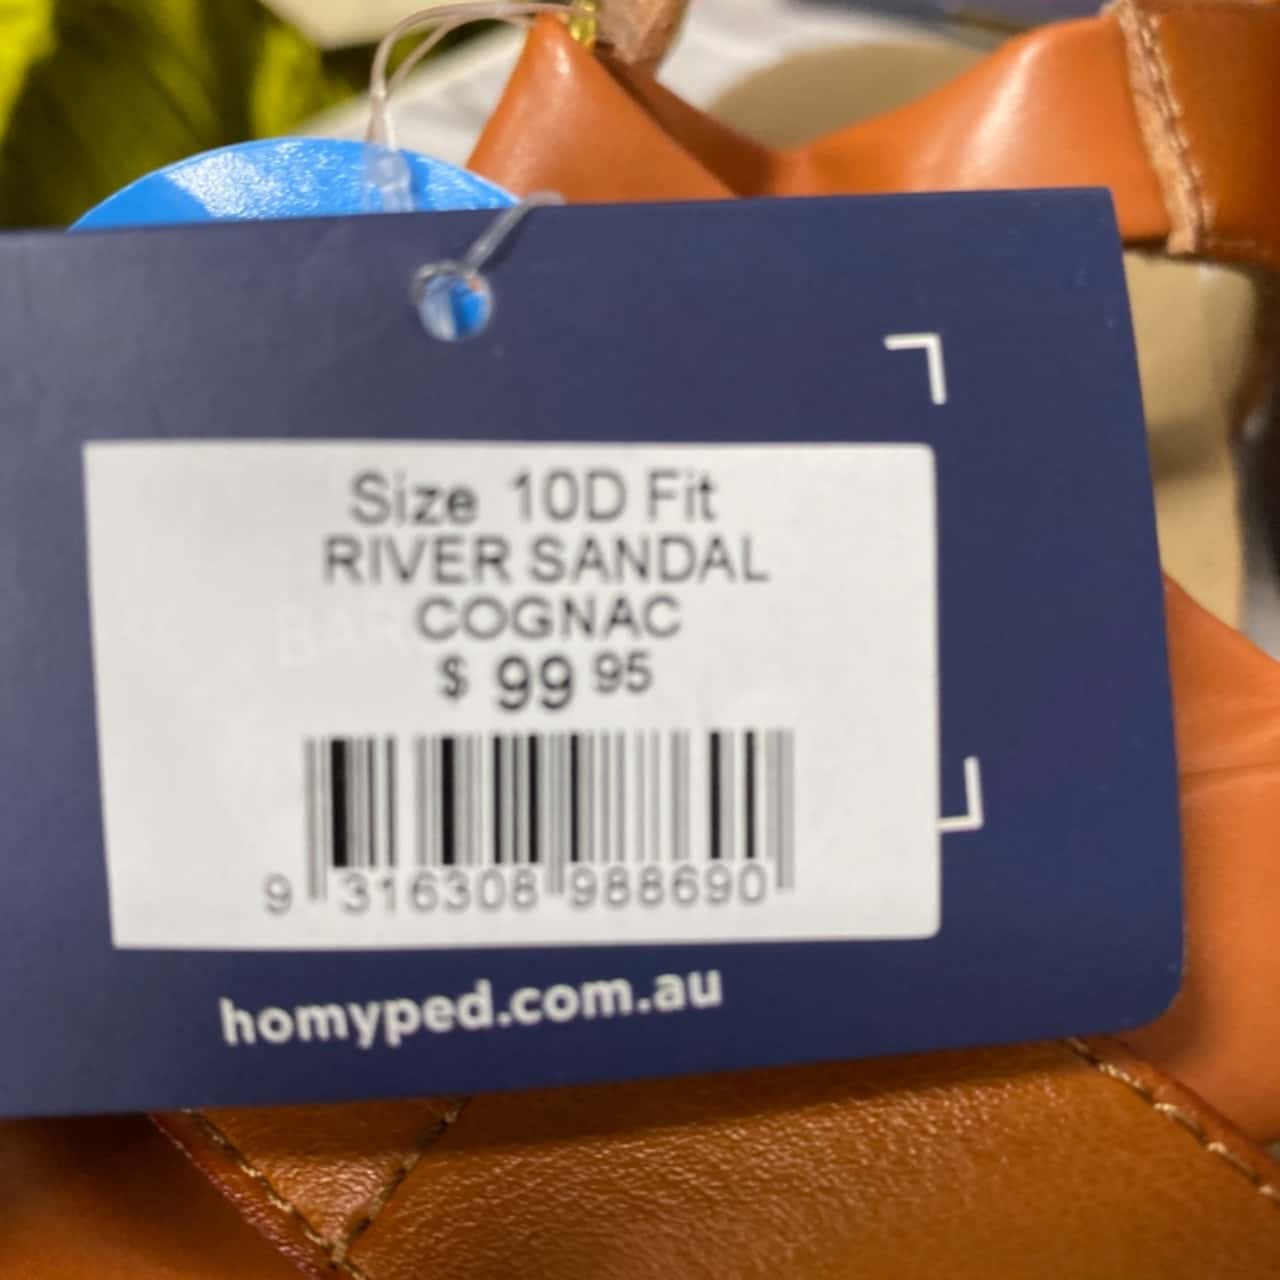 Size 10D Fit
RIVER SANDAL
COGNAC
$ 99 95
9 316308 988690
homyped.com.au